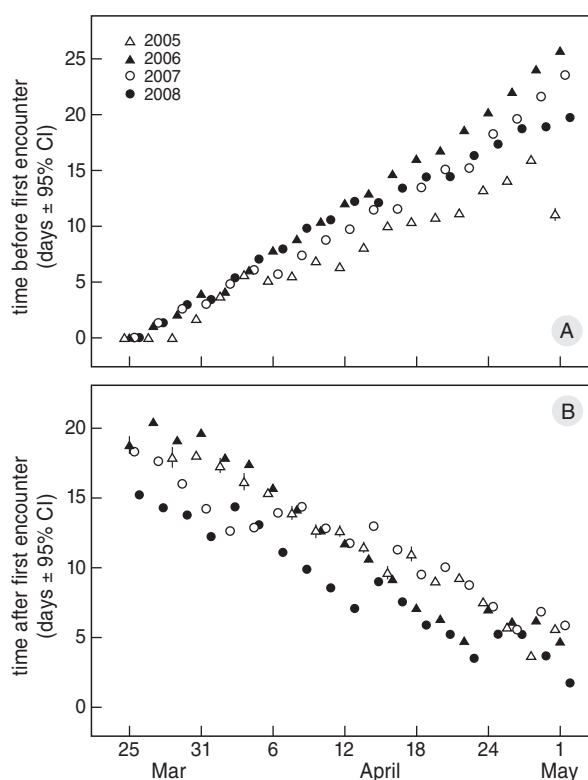 25
20
15
10
5
0
time before first encounter
(days ± 95% CI)
△ 2005
▲ 2006
○ 2007
● 2008
A
20
15
10
5
0
time after first encounter
(days ± 95% CI)
B
25 31 6 12 18 24 1
Mar April May